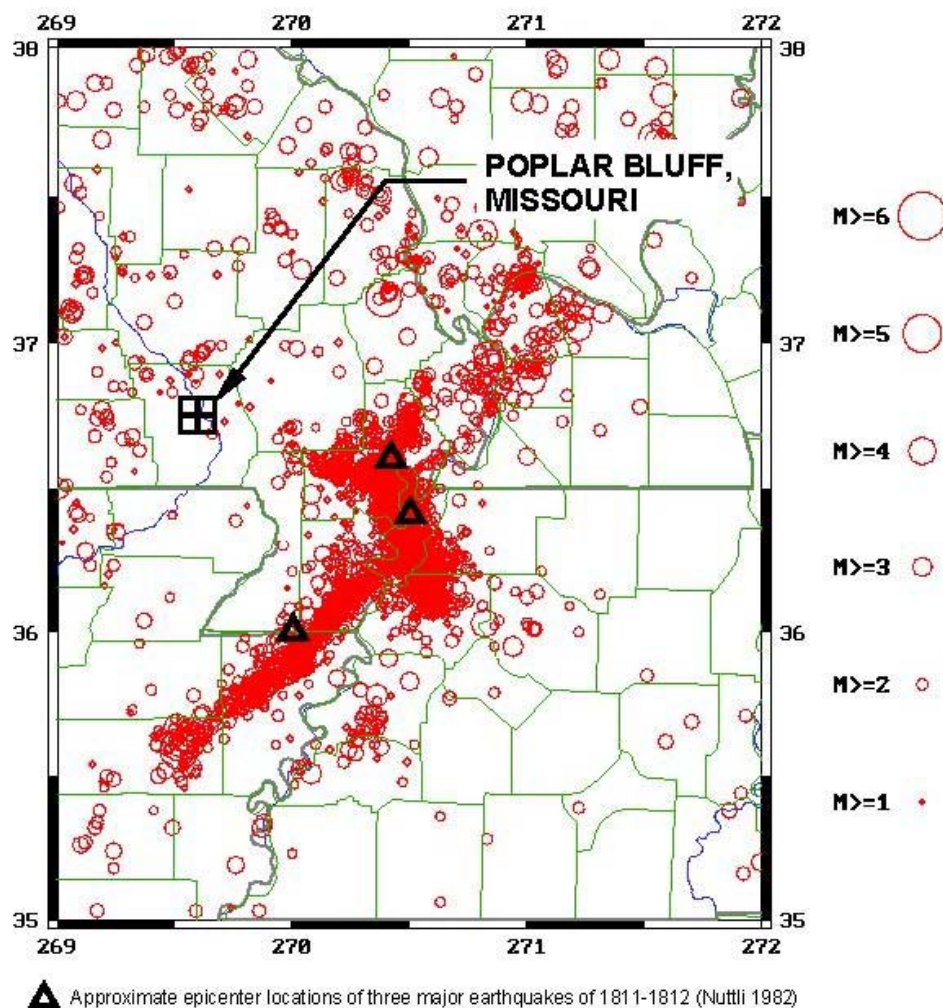 269 270 271 272
38 38
POPLAR BLUFF,
MISSOURI
M>=6
M>=5
37 37
M>=4
M>=3
36 36
M>=2
M>=1
35 35
269 270 271 272
Approximate epicenter locations of three major earthquakes of 1811-1812 (Nuttli 1982)